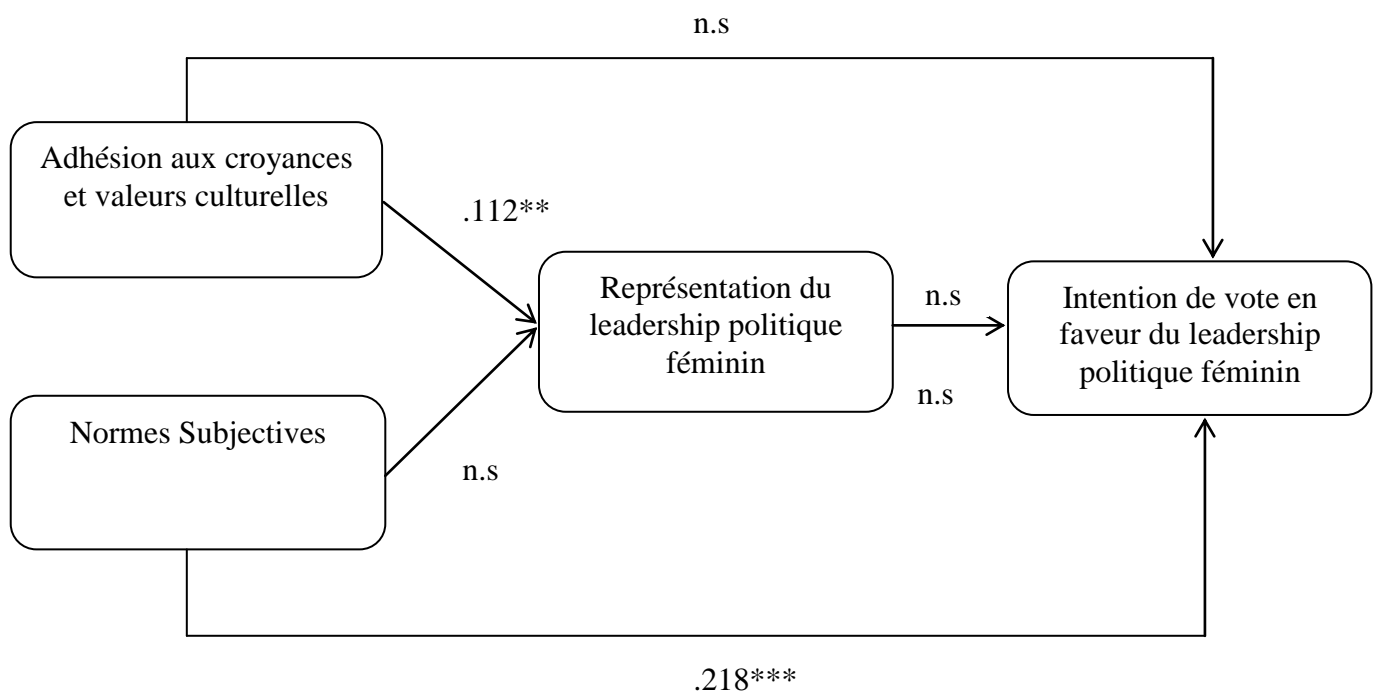 n.s
Adhésion aux croyances
et valeurs culturelles
.112**
Représentation du
leadership politique
féminin
n.s
n.s
Intention de vote en
faveur du leadership
politique féminin
Normes Subjectives
n.s
.218***